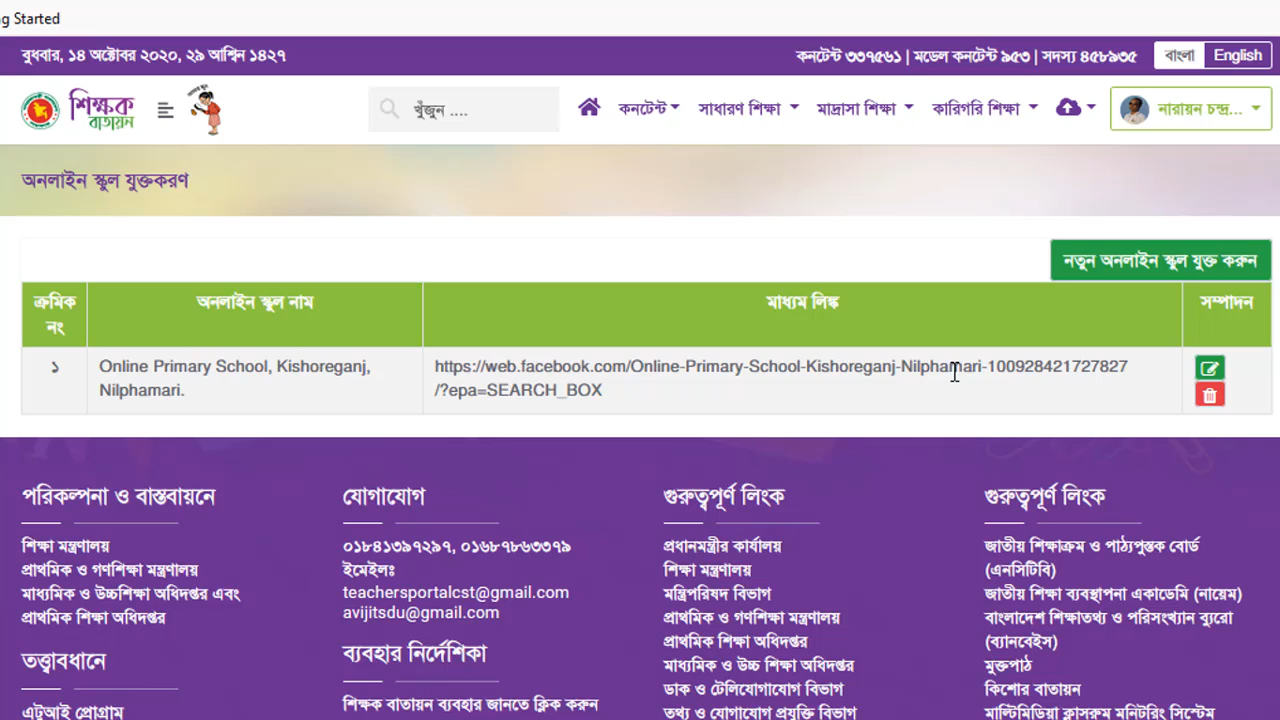 g Started
বুধবার, ১৪ অক্টোবর ২০২০, ২৯ আশ্বিন ১৪২৭
কনটেন্ট ৩৩৭৫৬১ | মডেল কনটেন্ট ৯৫৩ | সদস্য ৪৫৮৯৩৫
বাংলা English
শিক্ষক
বাতায়ন
খুঁজুন ....
কনটেন্ট সাধারণ শিক্ষা মাদ্রাসা শিক্ষা কারিগরি শিক্ষা
নারায়ন চন্দ্র...
অনলাইন স্কুল যুক্তকরণ
নতুন অনলাইন স্কুল যুক্ত করুন
ক্রমিক নং
অনলাইন স্কুল নাম
মাধ্যম লিঙ্ক
সম্পাদন
১
Online Primary School, Kishoreganj,
Nilphamari.
https://web.facebook.com/Online-Primary-School-Kishoreganj-Nilphamari-100928421727827
/?epa=SEARCH_BOX
পরিকল্পনা ও বাস্তবায়নে
শিক্ষা মন্ত্রণালয়
প্রাথমিক ও গণশিক্ষা মন্ত্রণালয়
মাধ্যমিক ও উচ্চশিক্ষা অধিদপ্তর এবং
প্রাথমিক শিক্ষা অধিদপ্তর
তত্ত্বাবধানে
এটুআই প্রোগ্রাম
যোগাযোগ
০১৮৪১৩৯৭২৯৭, ০১৬৮৭৮৬৩৩৭৯
ইমেইলঃ
teachersportalcst@gmail.com
avijitsdu@gmail.com
ব্যবহার নির্দেশিকা
শিক্ষক বাতায়ন ব্যবহার জানতে ক্লিক করুন
গুরুত্বপূর্ণ লিংক
প্রধানমন্ত্রীর কার্যালয়
শিক্ষা মন্ত্রণালয়
মন্ত্রিপরিষদ বিভাগ
প্রাথমিক ও গণশিক্ষা মন্ত্রণালয়
প্রাথমিক শিক্ষা অধিদপ্তর
মাধ্যমিক ও উচ্চ শিক্ষা অধিদপ্তর
ডাক ও টেলিযোগাযোগ বিভাগ
তথ্য ও যোগাযোগ প্রযুক্তি বিভাগ
গুরুত্বপূর্ণ লিংক
জাতীয় শিক্ষাক্রম ও পাঠ্যপুস্তক বোর্ড
(এনসিটিবি)
জাতীয় শিক্ষা ব্যবস্থাপনা একাডেমি (নায়েম)
বাংলাদেশ শিক্ষাতথ্য ও পরিসংখ্যান ব্যুরো
(ব্যানবেইস)
মুক্তপাঠ
কিশোর বাতায়ন
মাল্টিমিডিয়া ক্লাসরুম মনিটরিং সিস্টেম